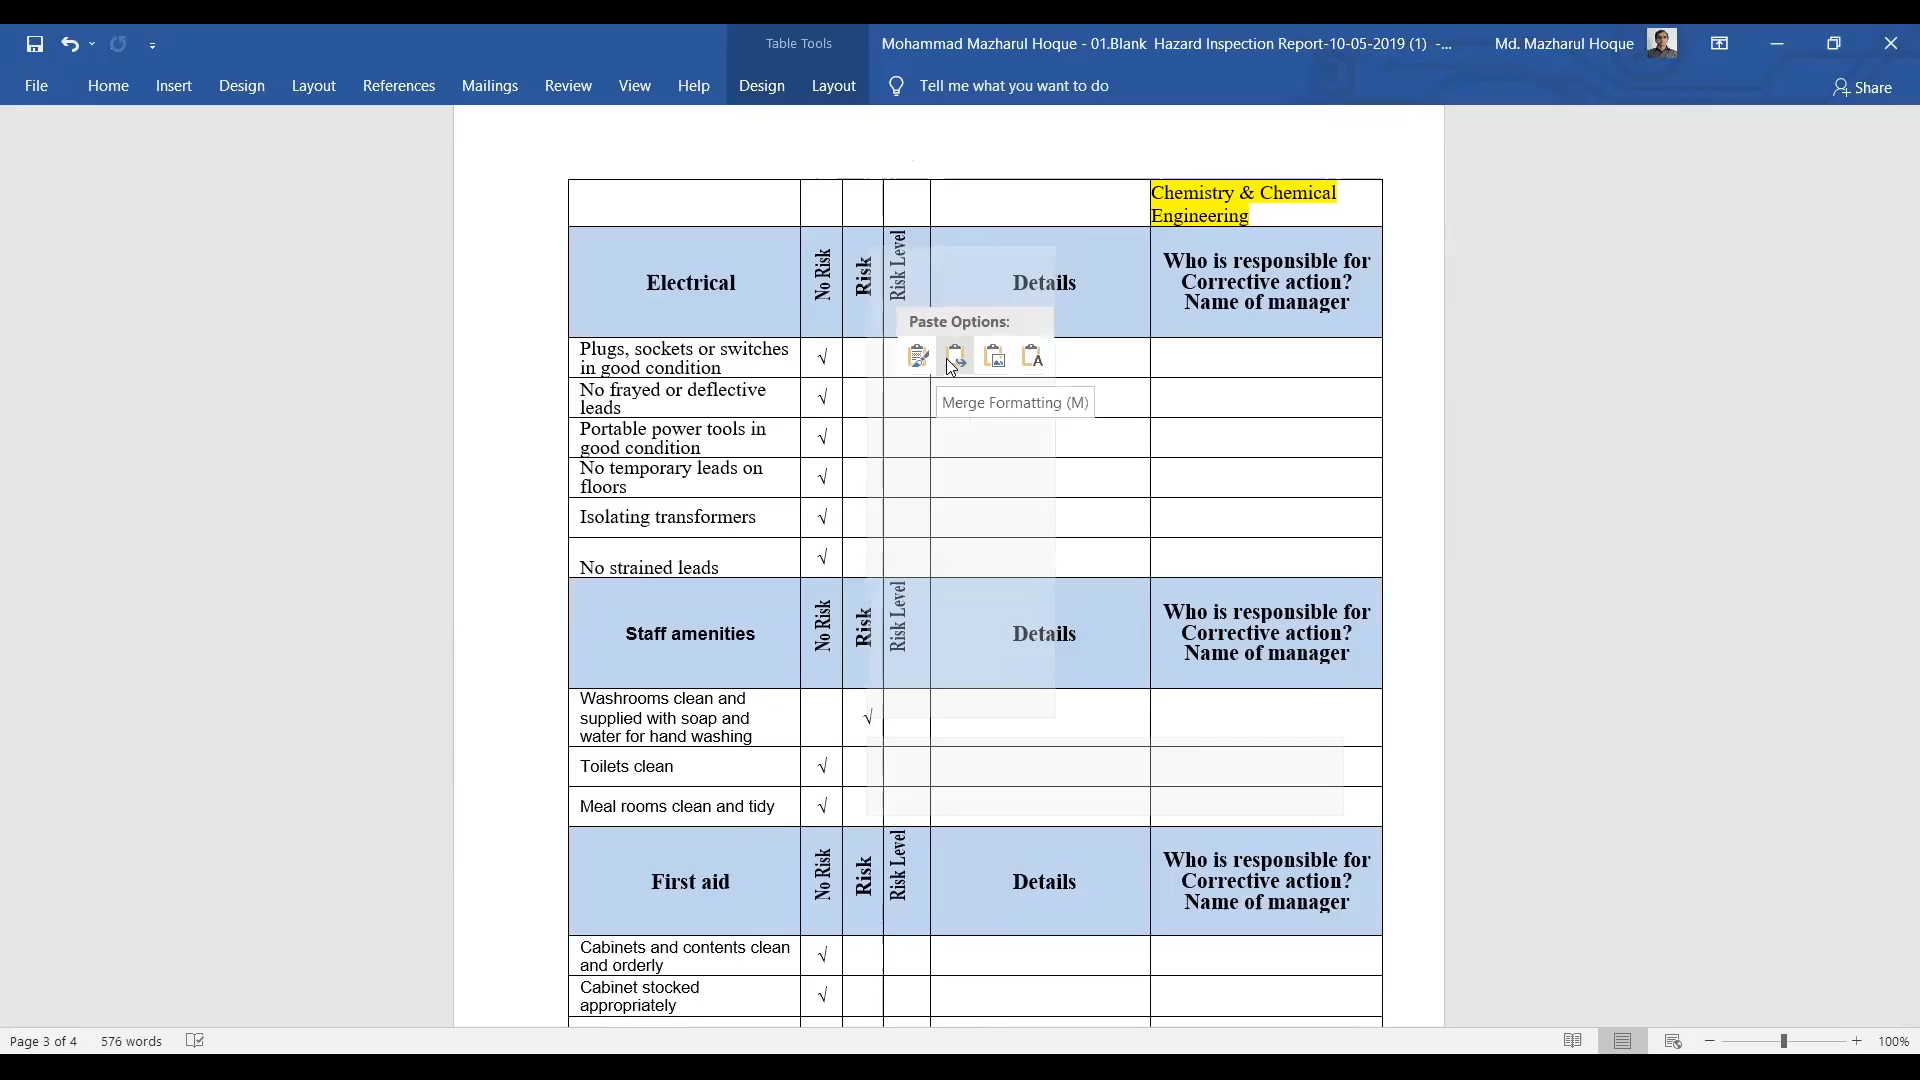 Table Tools
Mohammad Mazharul Hoque - 01.Blank Hazard Inspection Report-10-05-2019 (1) -...
Md. Mazharul Hoque
File
Home
Insert
Design
Layout
References
Mailings
Review
View
Help
Design
Layout
Tell me what you want to do
Share
Chemistry & Chemical
Engineering
Electrical
No Risk
Risk
Risk Level
Details
Who is responsible for
Corrective action?
Name of manager
Paste Options:
Merge Formatting (M)
Plugs, sockets or switches
in good condition
√
No frayed or deflective
leads
√
Portable power tools in
good condition
√
No temporary leads on
floors
√
Isolating transformers
√
No strained leads
√
Staff amenities
No Risk
Risk
Risk Level
Details
Who is responsible for
Corrective action?
Name of manager
Washrooms clean and
supplied with soap and
water for hand washing
√
Toilets clean
√
Meal rooms clean and tidy
√
First aid
No Risk
Risk
Risk Level
Details
Who is responsible for
Corrective action?
Name of manager
Cabinets and contents clean
and orderly
√
Cabinet stocked
appropriately
√
Page 3 of 4
576 words
100%